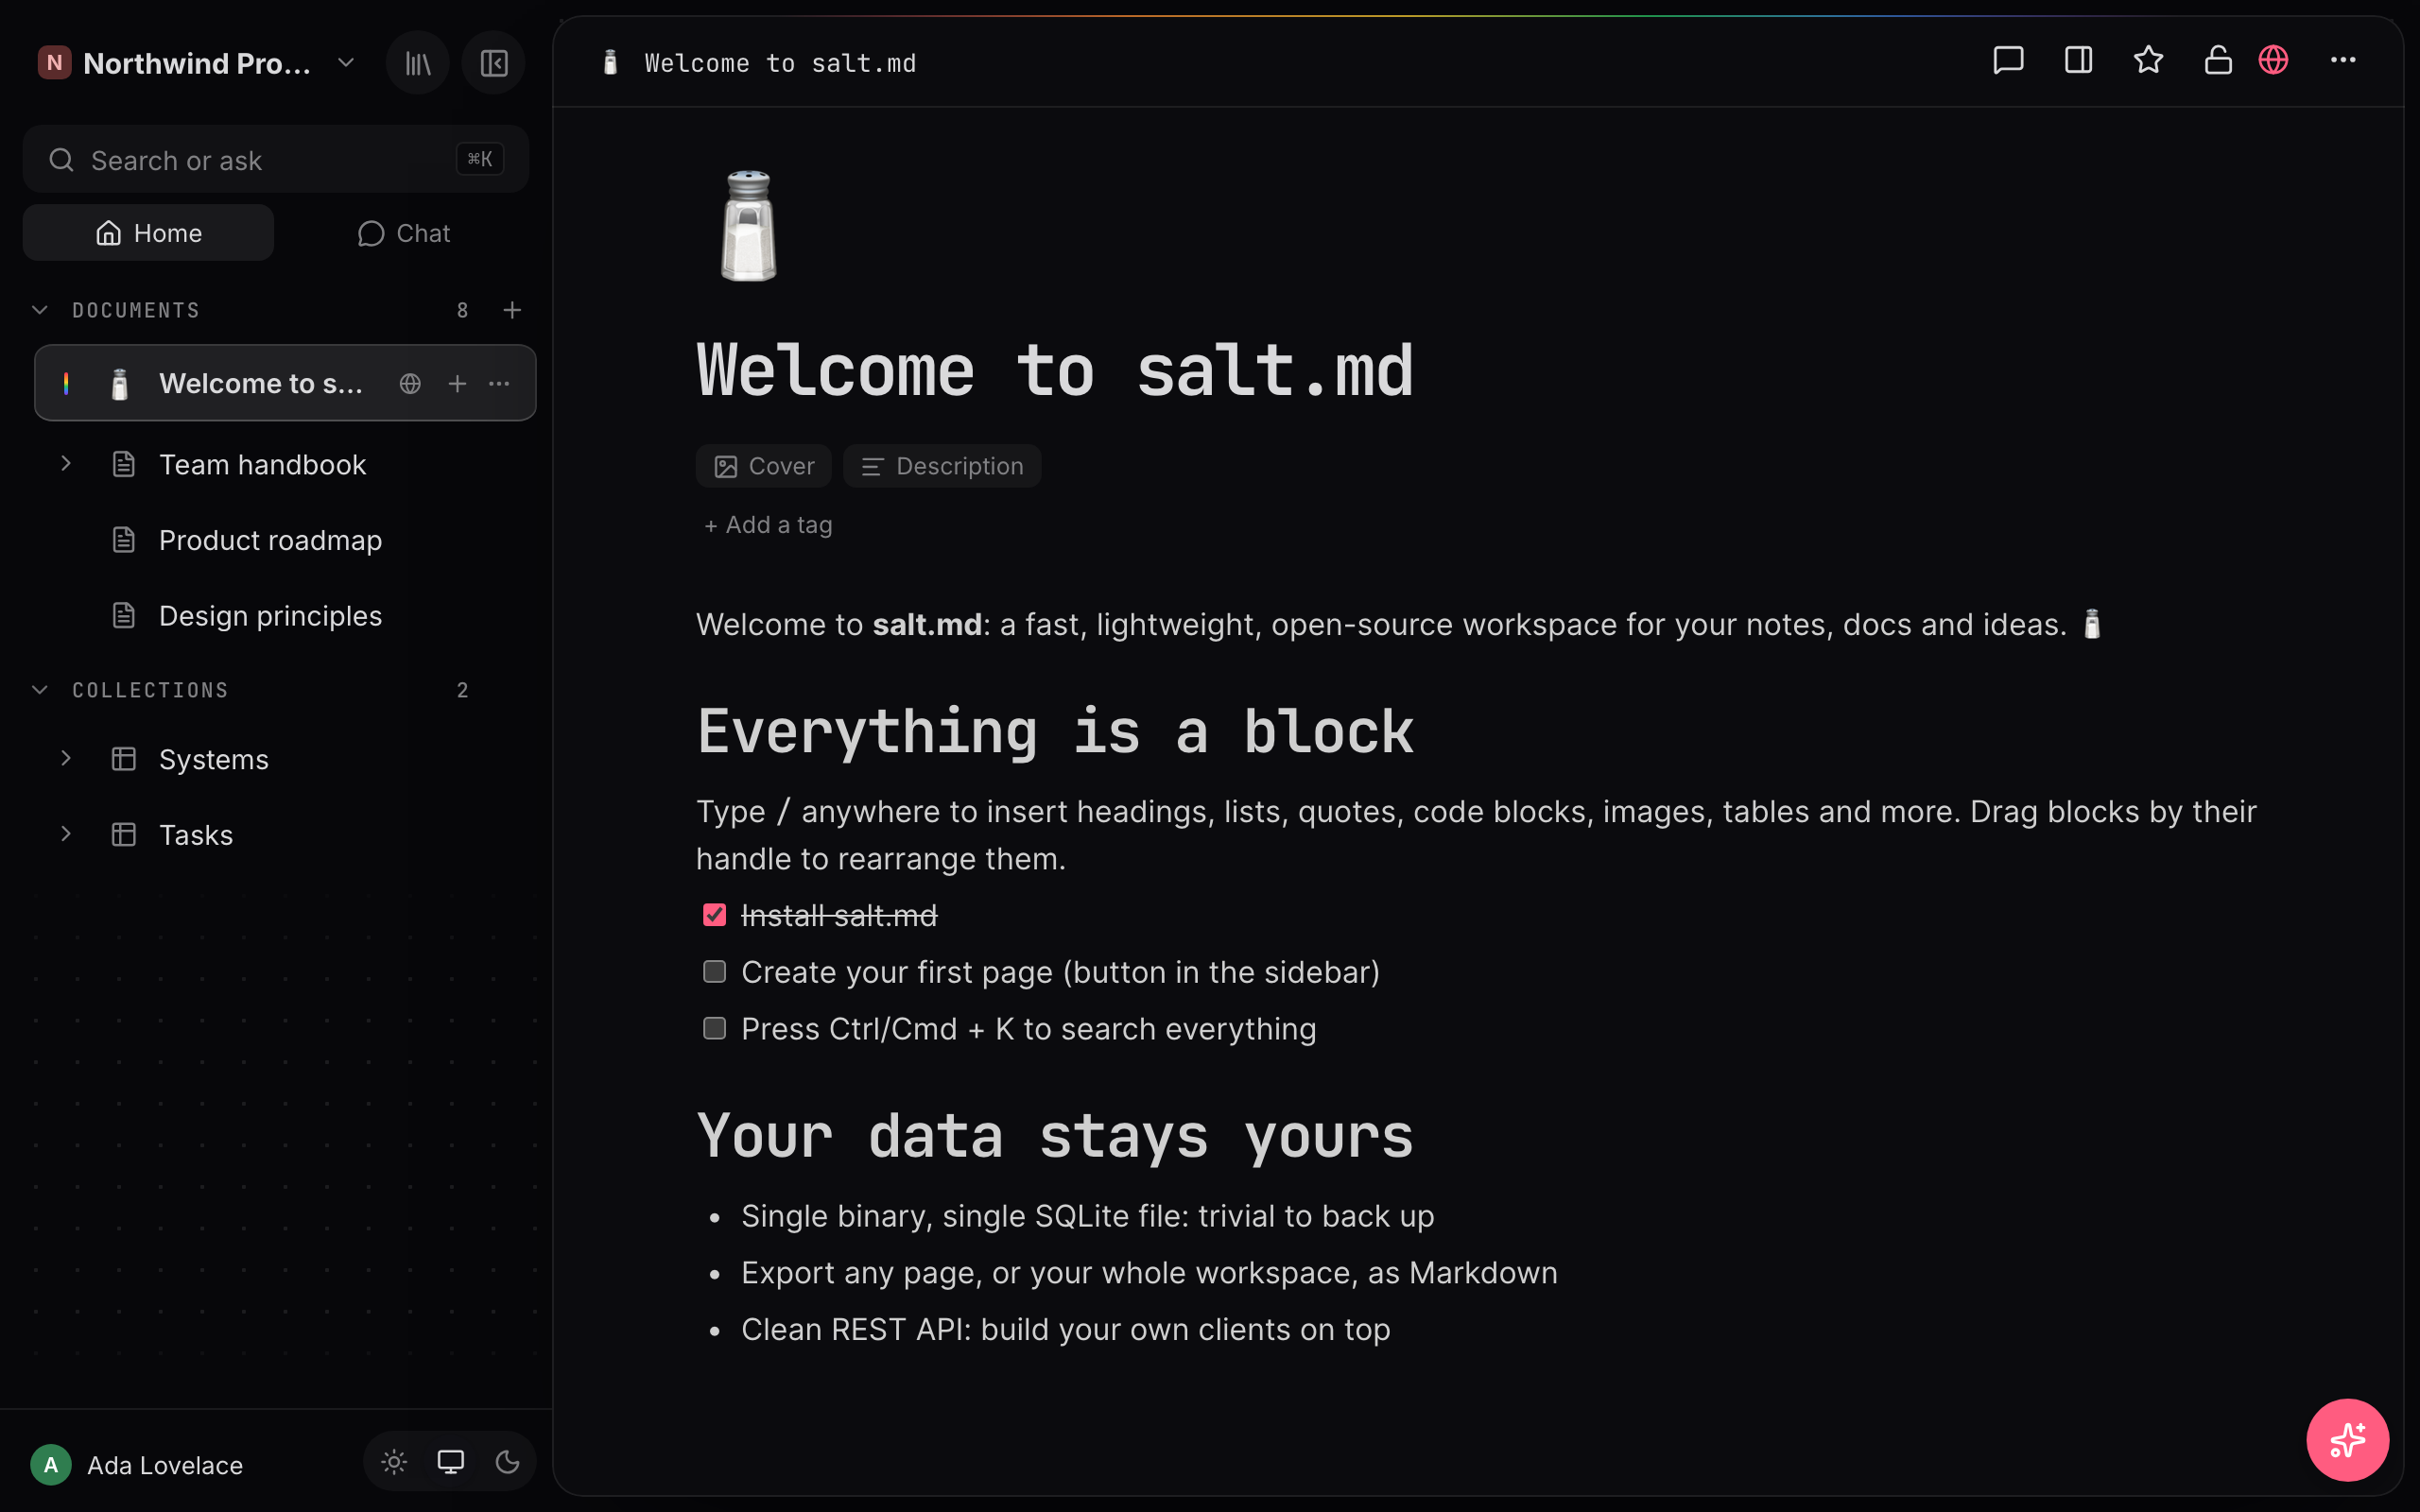 N Northwind Pro...
Search or ask ⌘K
Home Chat
DOCUMENTS 8
Welcome to s...
Team handbook
Product roadmap
Design principles
COLLECTIONS 2
Systems
Tasks
A Ada Lovelace
Welcome to salt.md
Welcome to salt.md
Cover Description
+ Add a tag
Welcome to salt.md: a fast, lightweight, open-source workspace for your notes, docs and ideas.
Everything is a block
Type / anywhere to insert headings, lists, quotes, code blocks, images, tables and more. Drag blocks by their
handle to rearrange them.
Install salt.md
Create your first page (button in the sidebar)
Press Ctrl/Cmd + K to search everything
Your data stays yours
• Single binary, single SQLite file: trivial to back up
• Export any page, or your whole workspace, as Markdown
• Clean REST API: build your own clients on top